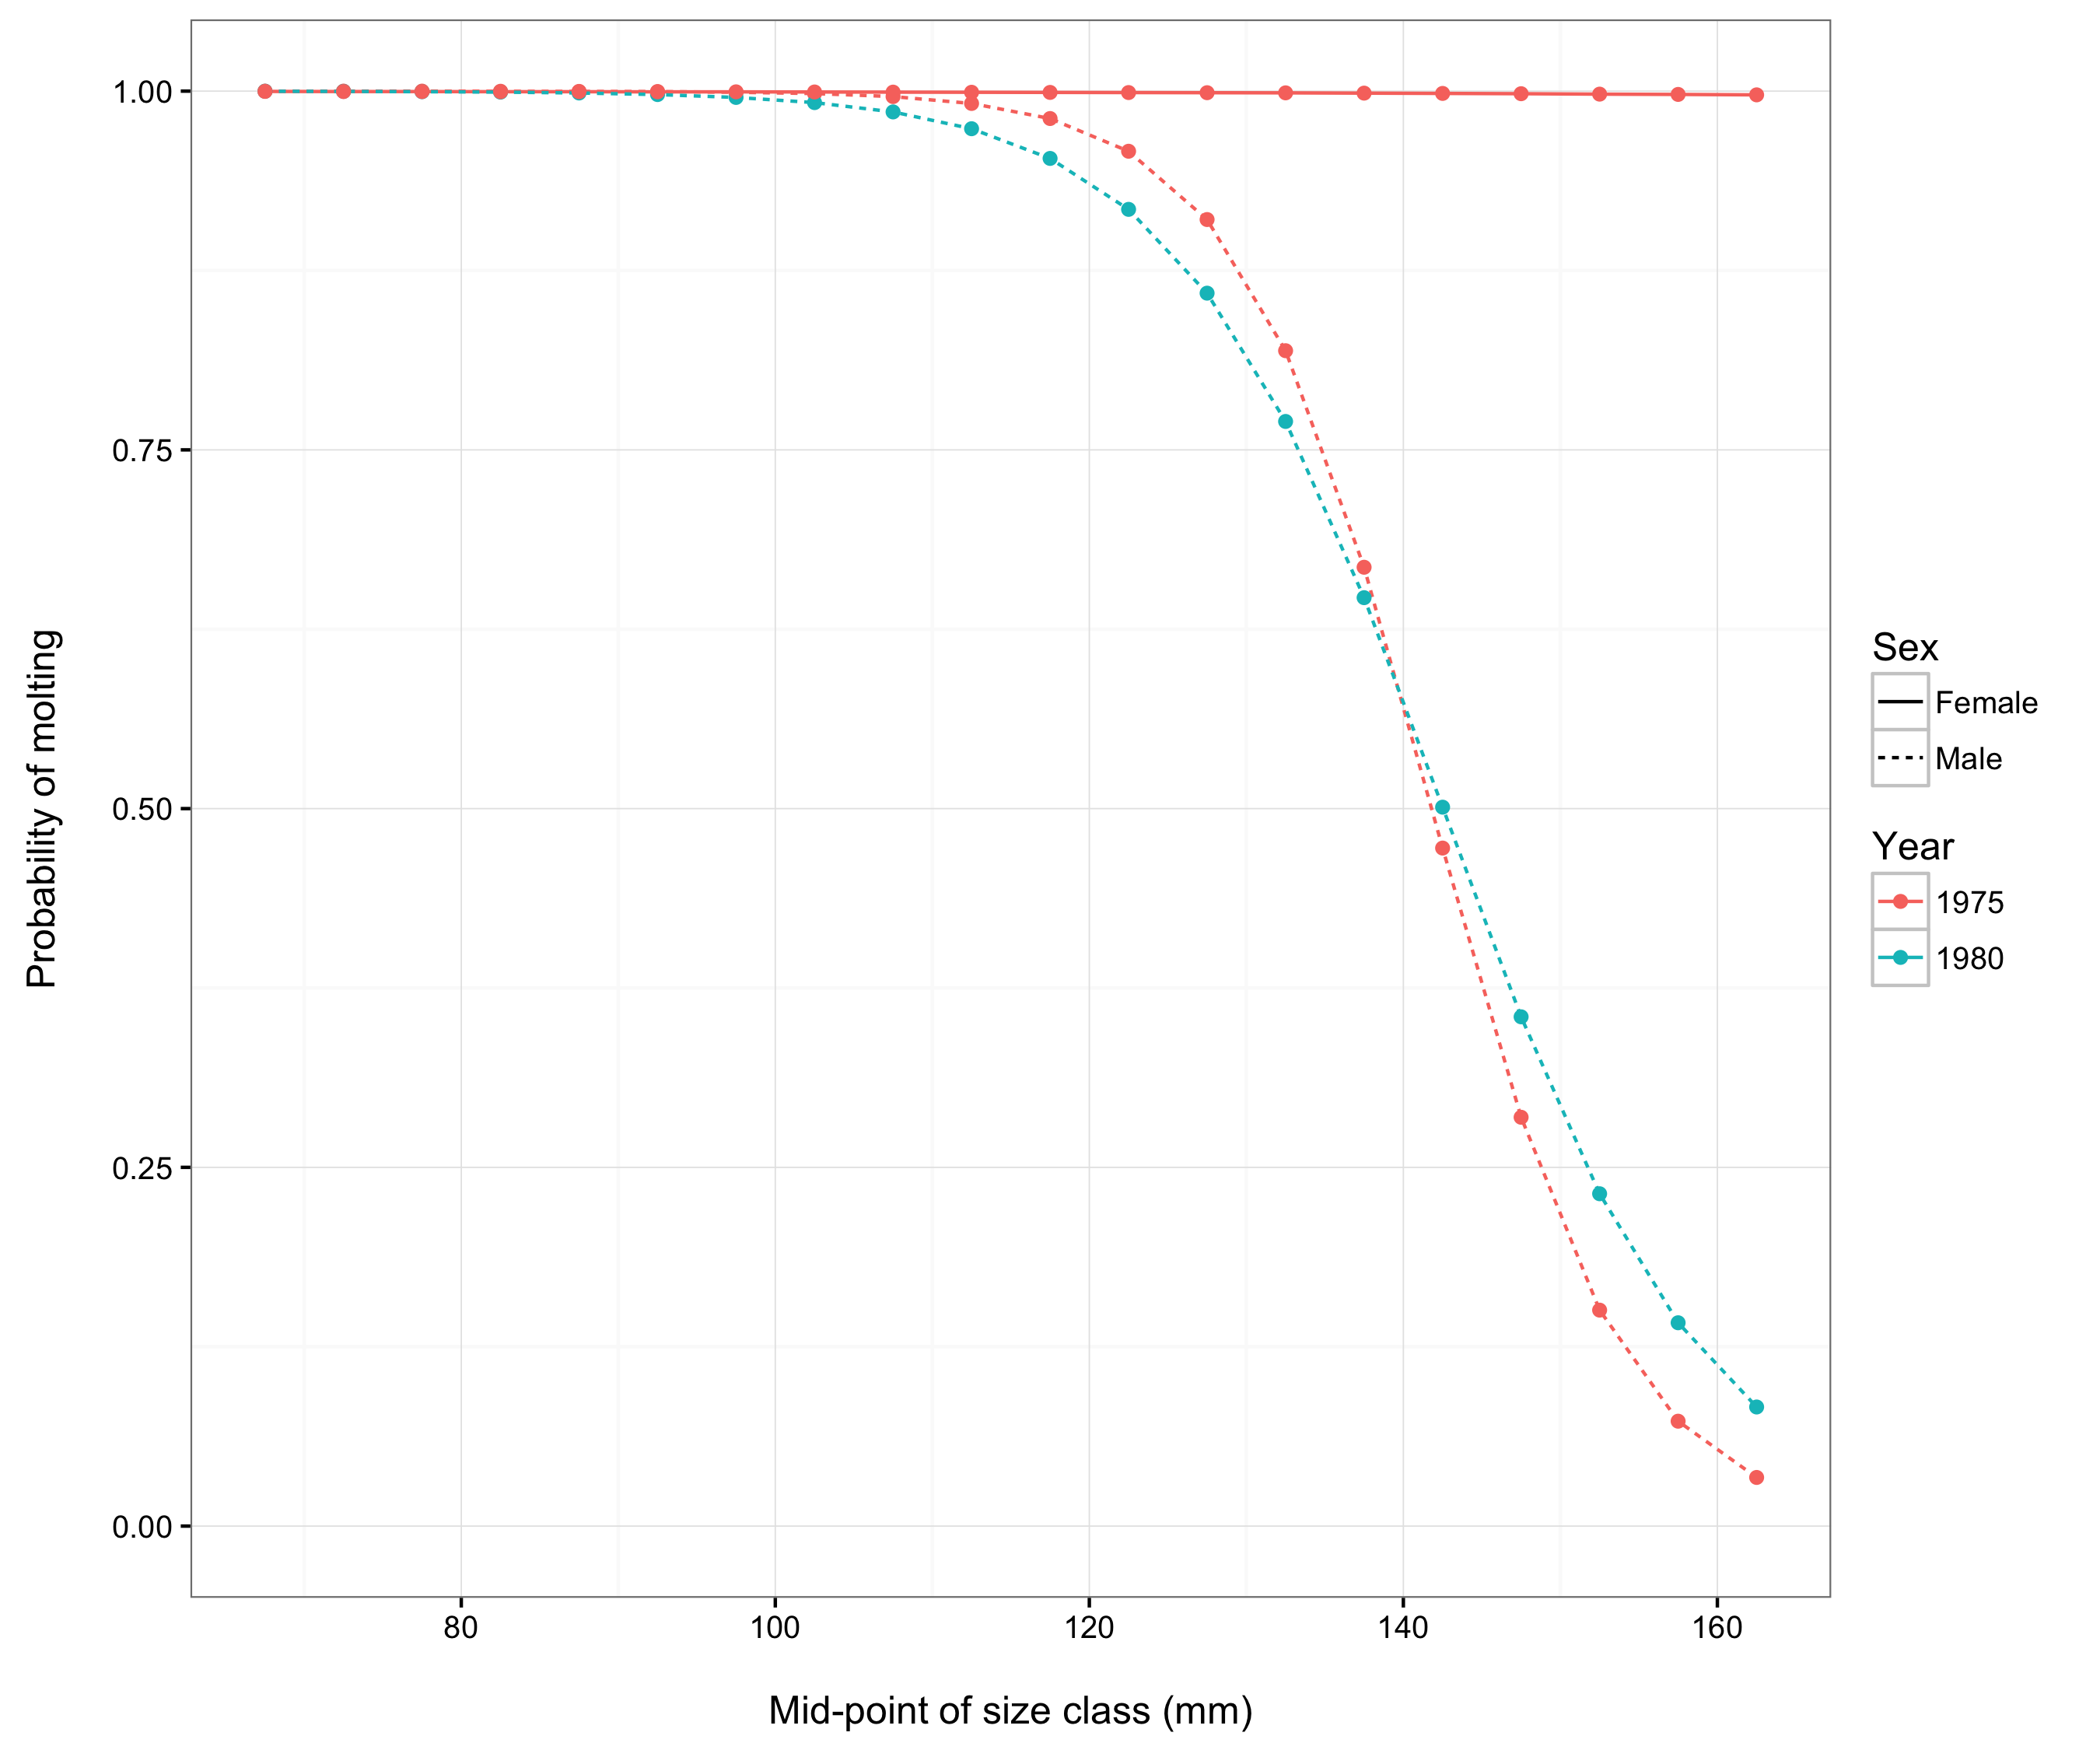 Probability of molting
1.00
0.75
0.50
0.25
0.00
80 100 120 140 160
Mid-point of size class (mm)
Sex
Female
Male
Year
1975
1980